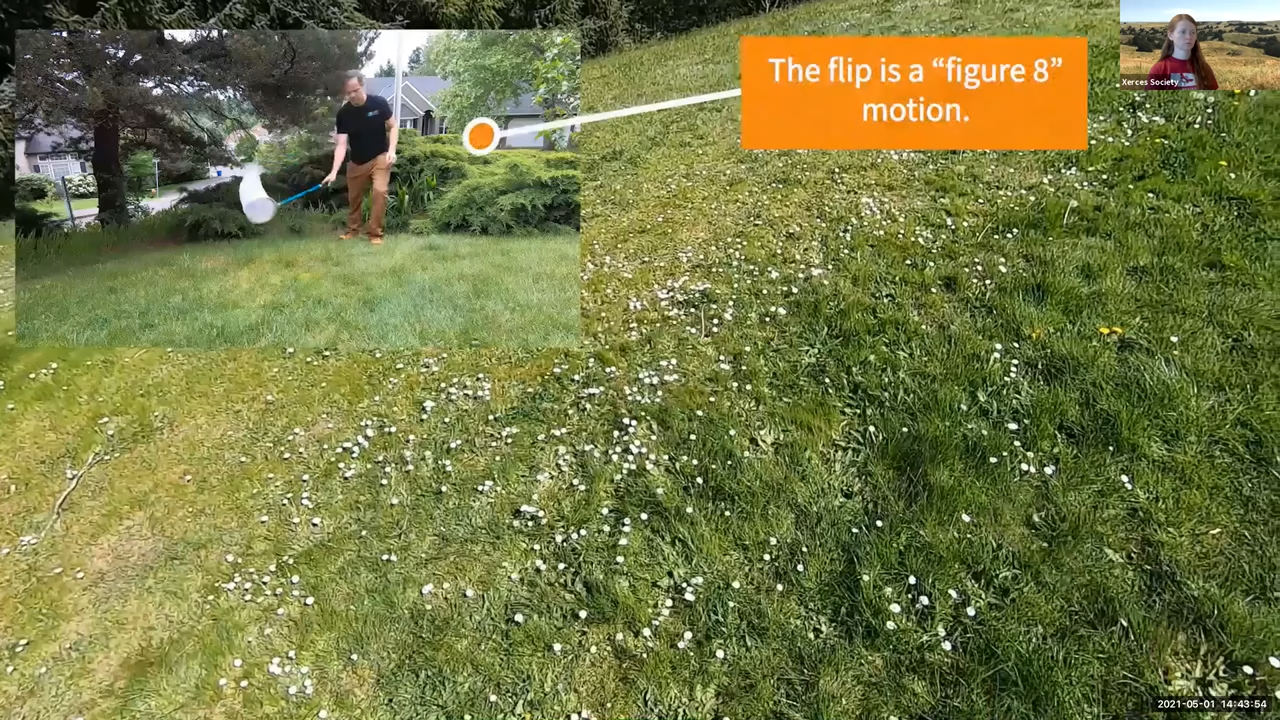 The flip is a “figure 8”
motion.
Xerces Society
2021-05-01 14:43:54